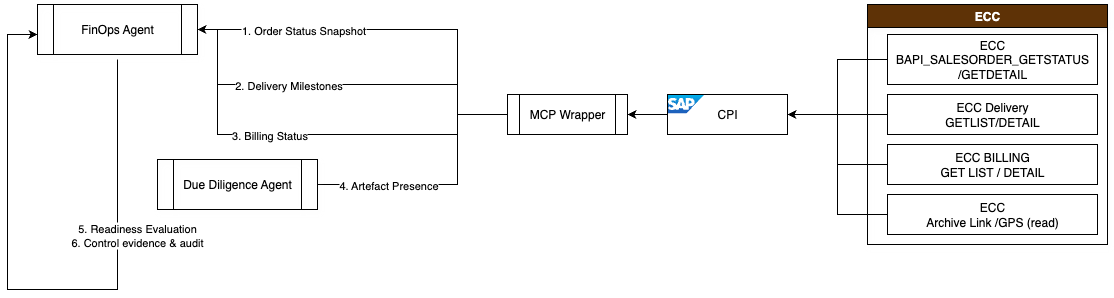 FinOps Agent
1. Order Status Snapshot
2. Delivery Milestones
3. Billing Status
Due Diligence Agent
4. Artefact Presence
5. Readiness Evaluation
6. Control evidence & audit
MCP Wrapper
SAP
CPI
ECC
ECC
BAPI_SALESORDER_GETSTATUS
/GETDETAIL
ECC Delivery
GETLIST/DETAIL
ECC BILLING
GET LIST / DETAIL
ECC
Archive Link /GPS (read)